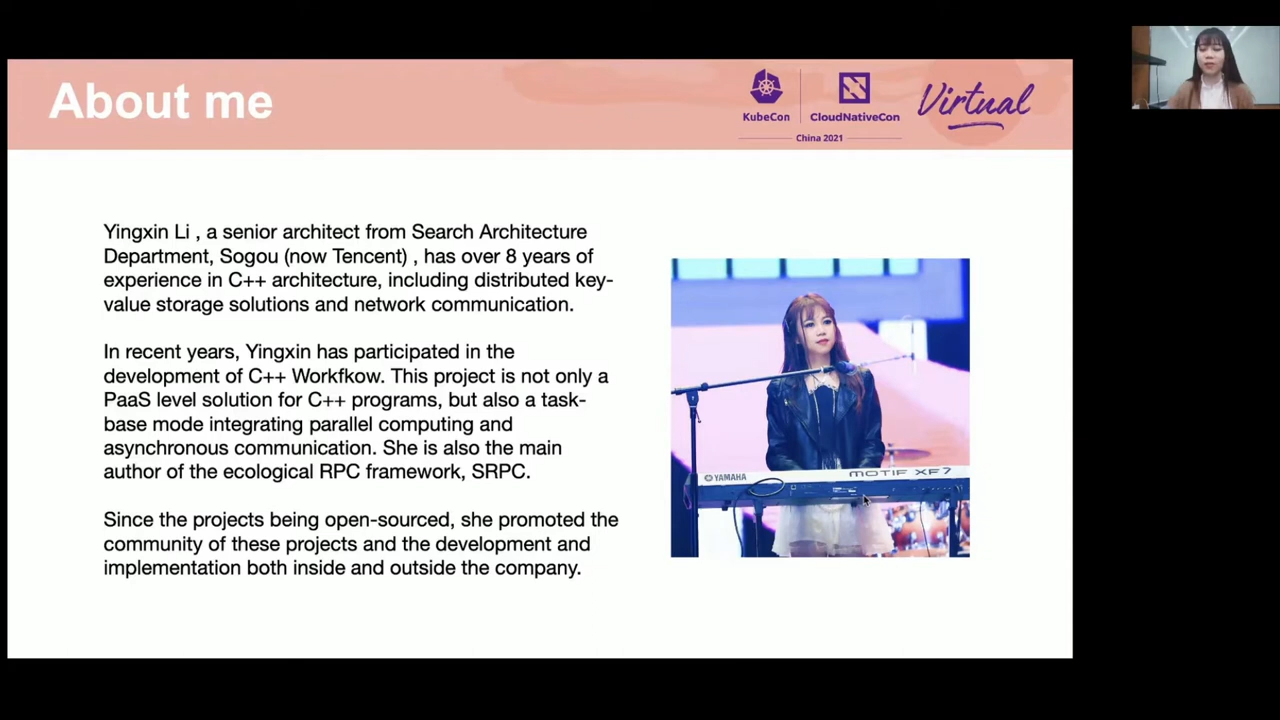 About me
KubeCon
CloudNativeCon
China 2021
Virtual
Yingxin Li , a senior architect from Search Architecture
Department, Sogou (now Tencent) , has over 8 years of
experience in C++ architecture, including distributed key-
value storage solutions and network communication.
In recent years, Yingxin has participated in the
development of C++ Workfkow. This project is not only a
PaaS level solution for C++ programs, but also a task-
base mode integrating parallel computing and
asynchronous communication. She is also the main
author of the ecological RPC framework, SRPC.
Since the projects being open-sourced, she promoted the
community of these projects and the development and
implementation both inside and outside the company.
YAMAHA
MOTIF XF7